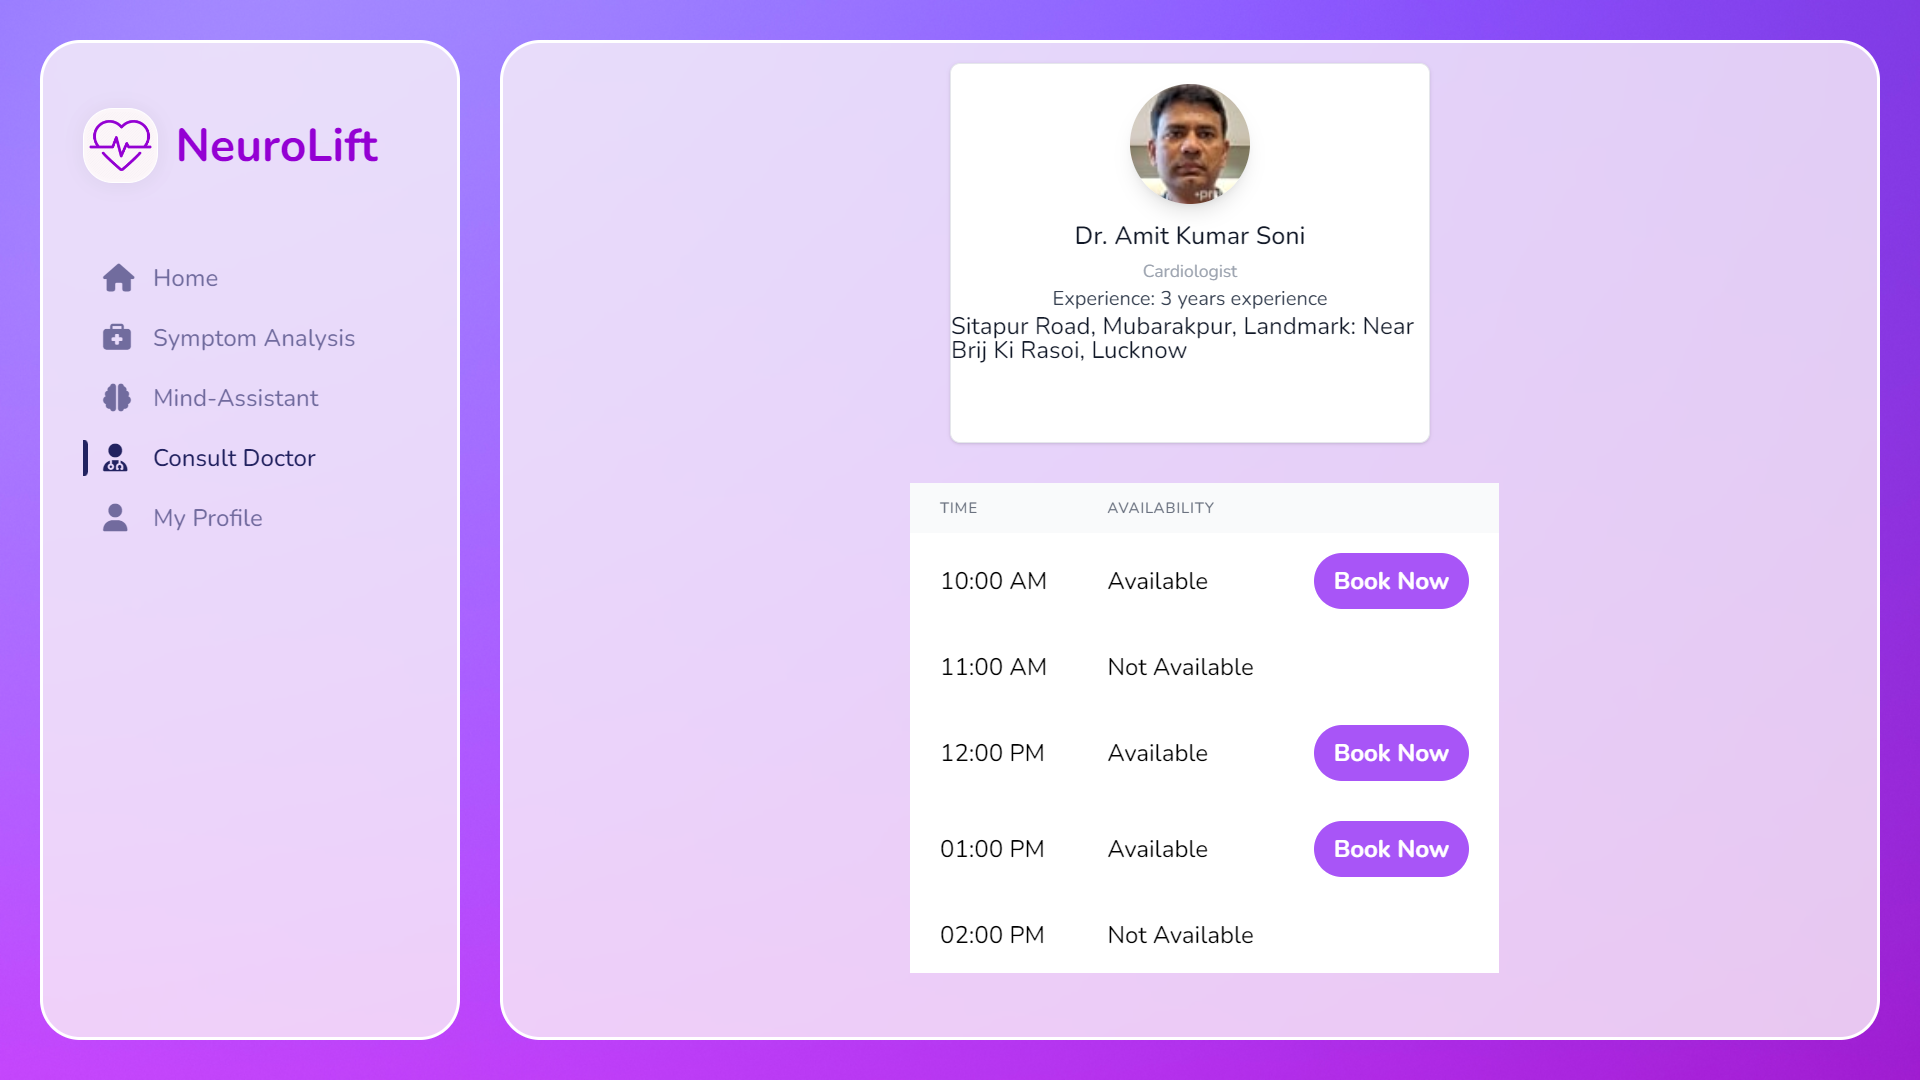 NeuroLift
Home
Symptom Analysis
Mind-Assistant
Consult Doctor
My Profile
Dr. Amit Kumar Soni
Cardiologist
Experience: 3 years experience
Sitapur Road, Mubarakpur, Landmark: Near
Brij Ki Rasoi, Lucknow
TIME AVAILABILITY
10:00 AM Available Book Now
11:00 AM Not Available
12:00 PM Available Book Now
01:00 PM Available Book Now
02:00 PM Not Available